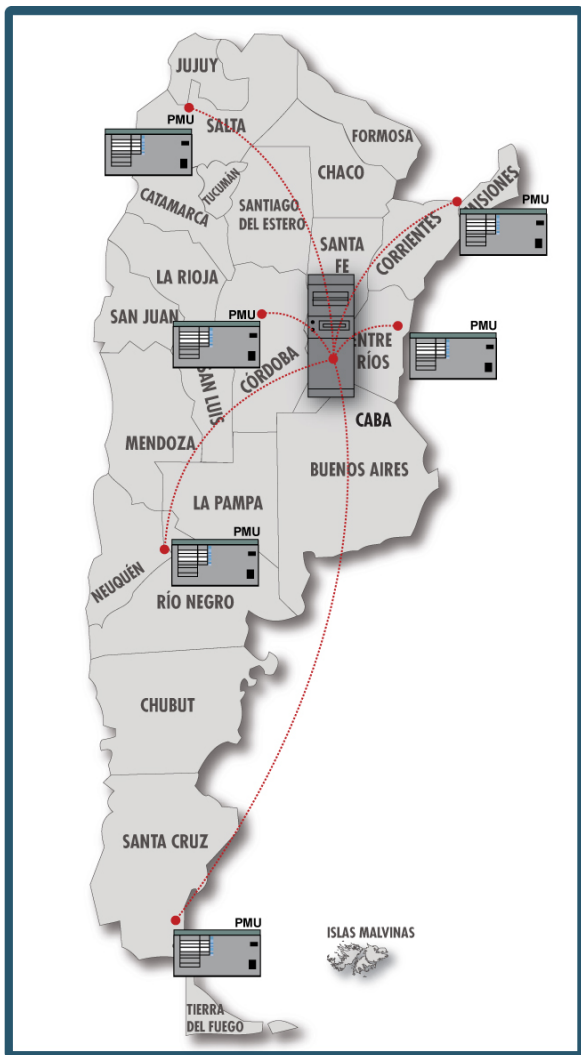 JUJUY
PMU
SALTA
FORMOSA
CHACO
TUCUMÁN
CATAMARCA
SANTIAGO
DEL ESTERO
MISIONES
PMU
CORRIENTES
SANTA
FE
LA RIOJA
SAN JUAN
PMU
PMU
ENTRE
RÍOS
CÓRDOBA
SAN LUIS
CABA
MENDOZA
BUENOS AIRES
LA PAMPA
PMU
NEUQUÉN
RÍO NEGRO
CHUBUT
SANTA CRUZ
PMU
ISLAS MALVINAS
TIERRA
DEL FUEGO